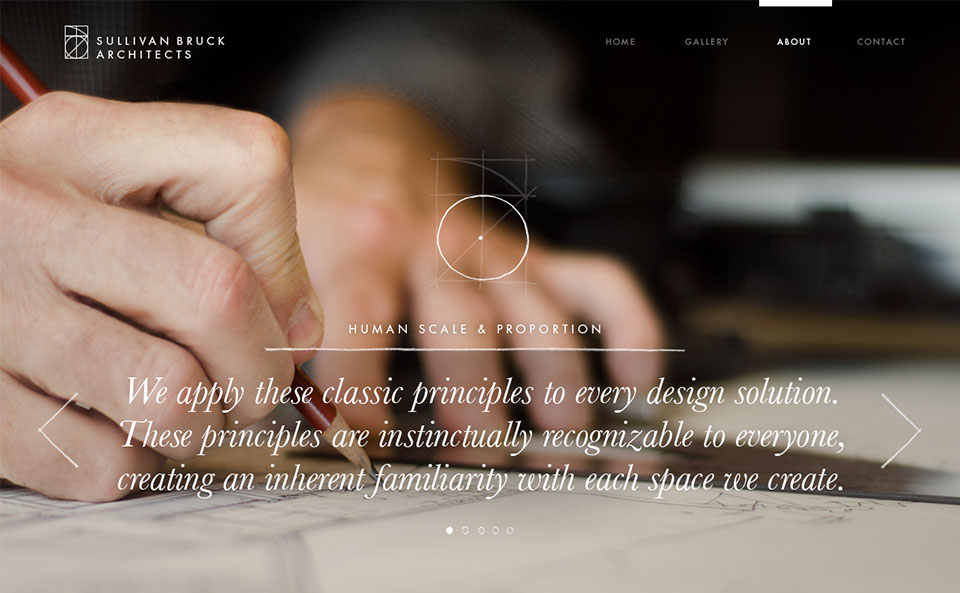 SULLIVAN BRUCK
ARCHITECTS
HOME GALLERY ABOUT CONTACT
HUMAN SCALE & PROPORTION
We apply these classic principles to every design solution.
These principles are instinctually recognizable to everyone,
creating an inherent familiarity with each space we create.